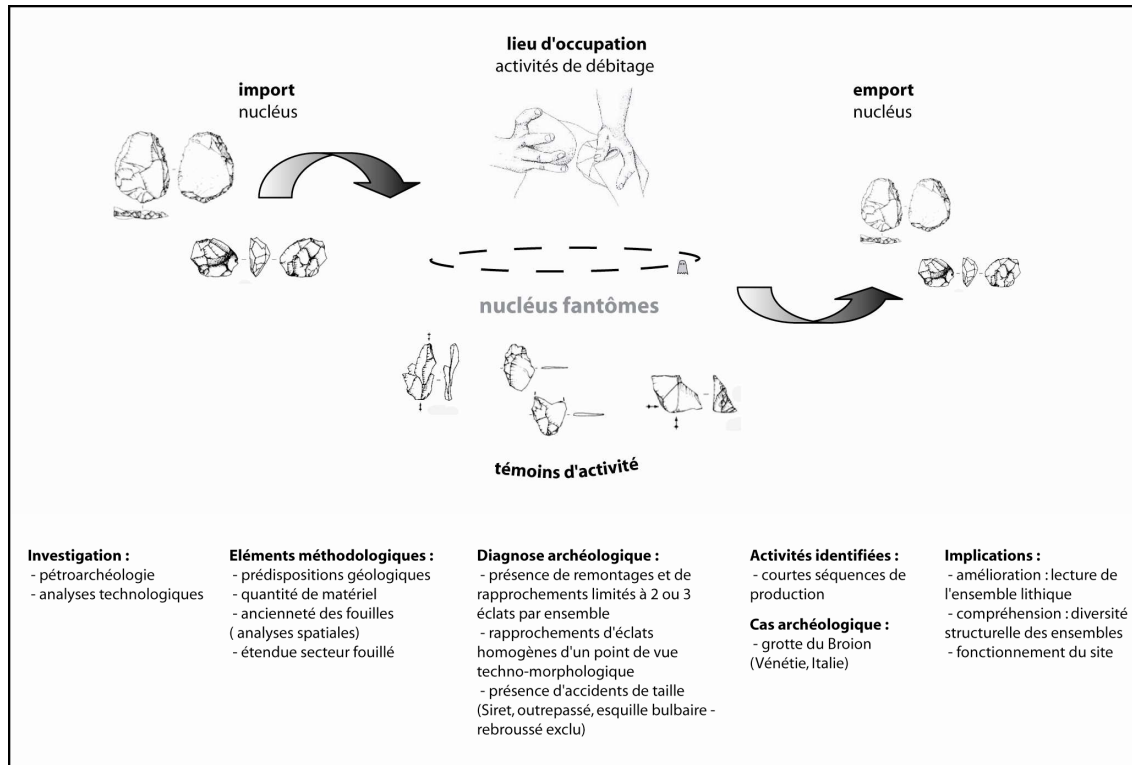 lieu d'occupation
activités de débitage
import
nucléus
emport
nucléus
nucléus fantômes
témoins d'activité
Investigation :
- pétroarchéologie
- analyses technologiques
Eléments méthodologiques :
- prédispositions géologiques
- quantité de matériel
- ancienneté des fouilles
( analyses spatiales)
- étendue secteur fouillé
Diagnose archéologique :
- présence de remontages et de
rapprochements limités à 2 ou 3
éclats par ensemble
- rapprochements d'éclats
homogènes d'un point de vue
techno-morphologique
- présence d'accidents de taille
(Siret, outrepassé, esquille bulbaire -
rebroussé exclu)
Activités identifiées :
- courtes séquences de
production
Cas archéologique :
- grotte du Broion
(Vénétie, Italie)
Implications :
- amélioration : lecture de
l'ensemble lithique
- compréhension : diversité
structurelle des ensembles
- fonctionnement du site